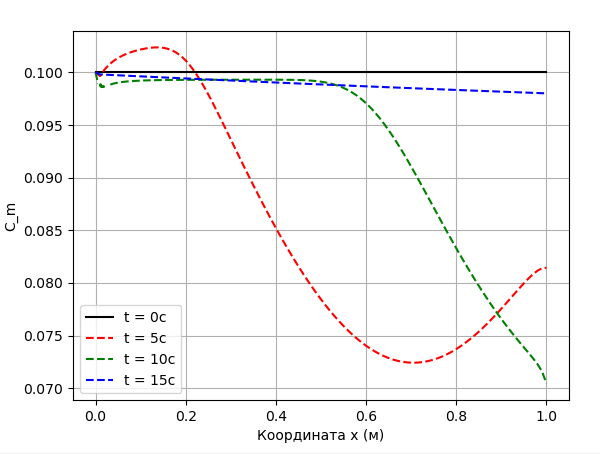 0.100
0.095
0.090
0.085
0.080
0.075
0.070
C_m
t = 0c
t = 5c
t = 10c
t = 15c
0.0 0.2 0.4 0.6 0.8 1.0
Координата x (м)